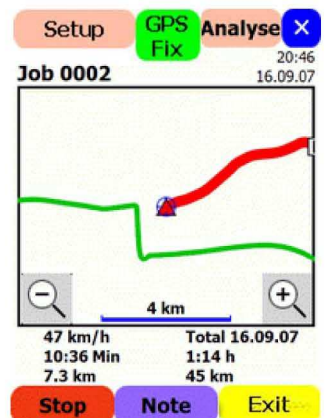 Setup GPS Fix Analyse ×
20:46
Job 0002 16.09.07
4 km
47 km/h Total 16.09.07
10:36 Min 1:14 h
7.3 km 45 km
Stop Note Exit